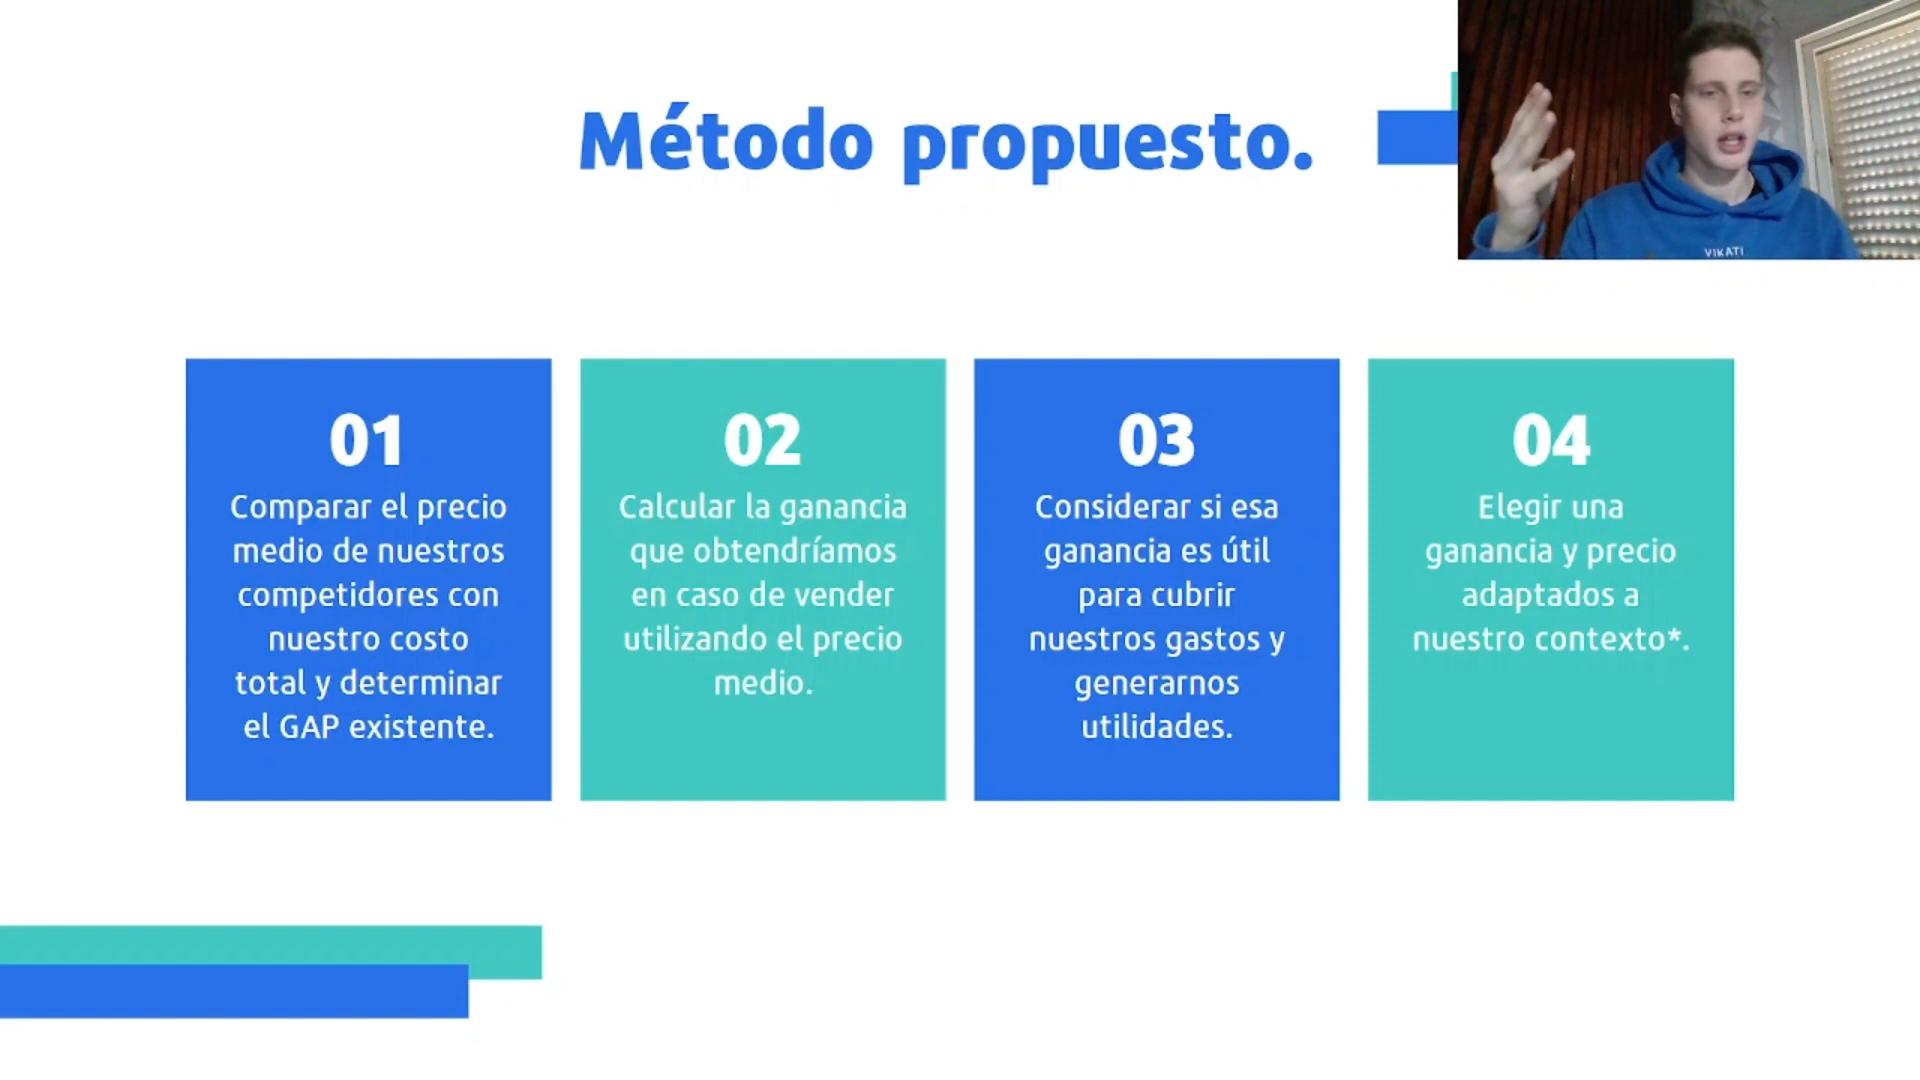 Método propuesto.
VIKATI
01
Comparar el precio
medio de nuestros
competidores con
nuestro costo
total y determinar
el GAP existente.
02
Calcular la ganancia
que obtendríamos
en caso de vender
utilizando el precio
medio.
03
Considerar si esa
ganancia es útil
para cubrir
nuestros gastos y
generarnos
utilidades.
04
Elegir una
ganancia y precio
adaptados a
nuestro contexto*.